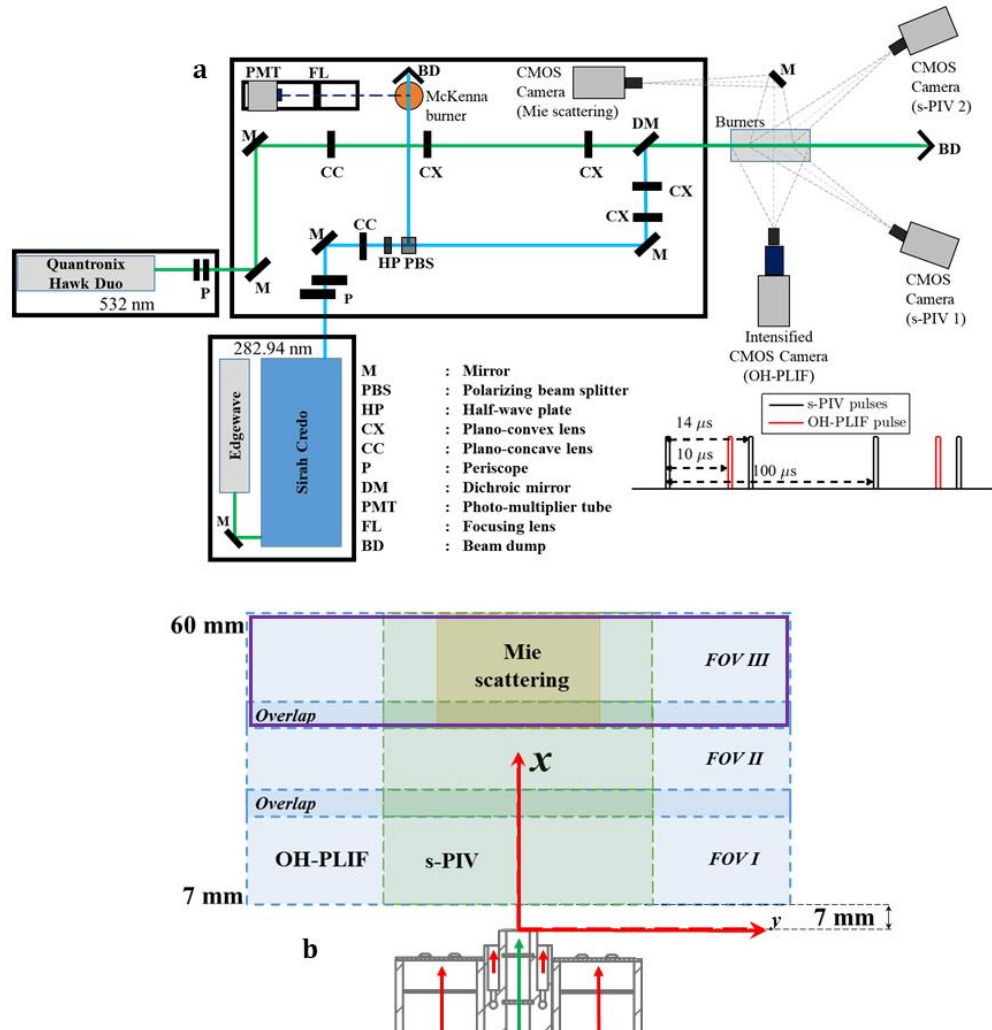 a
PMT
FL
BD
McKenna
burner
CMOS
Camera
(Mie scattering)
M
CMOS
Camera
(s-PIV 2)
M
CC
CX
CX
DM
Burners
BD
CX
CX
M
CC
HP
PBS
M
P
Quantronix
Hawk Duo
532 nm
P
M
CMOS
Camera
(s-PIV 1)
Intensified
CMOS Camera
(OH-PLIF)
282.94 nm
Edgewave
Sirah Credo
M
M : Mirror
PBS : Polarizing beam splitter
HP : Half-wave plate
CX : Plano-convex lens
CC : Plano-concave lens
P : Periscope
DM : Dichroic mirror
PMT : Photo-multiplier tube
FL : Focusing lens
BD : Beam dump
s-PIV pulses
OH-PLIF pulse
14 μs
10 μs
100 μs
60 mm
Mie
scattering
FOV III
Overlap
x
FOV II
Overlap
OH-PLIF
s-PIV
FOV I
7 mm
y
7 mm
b